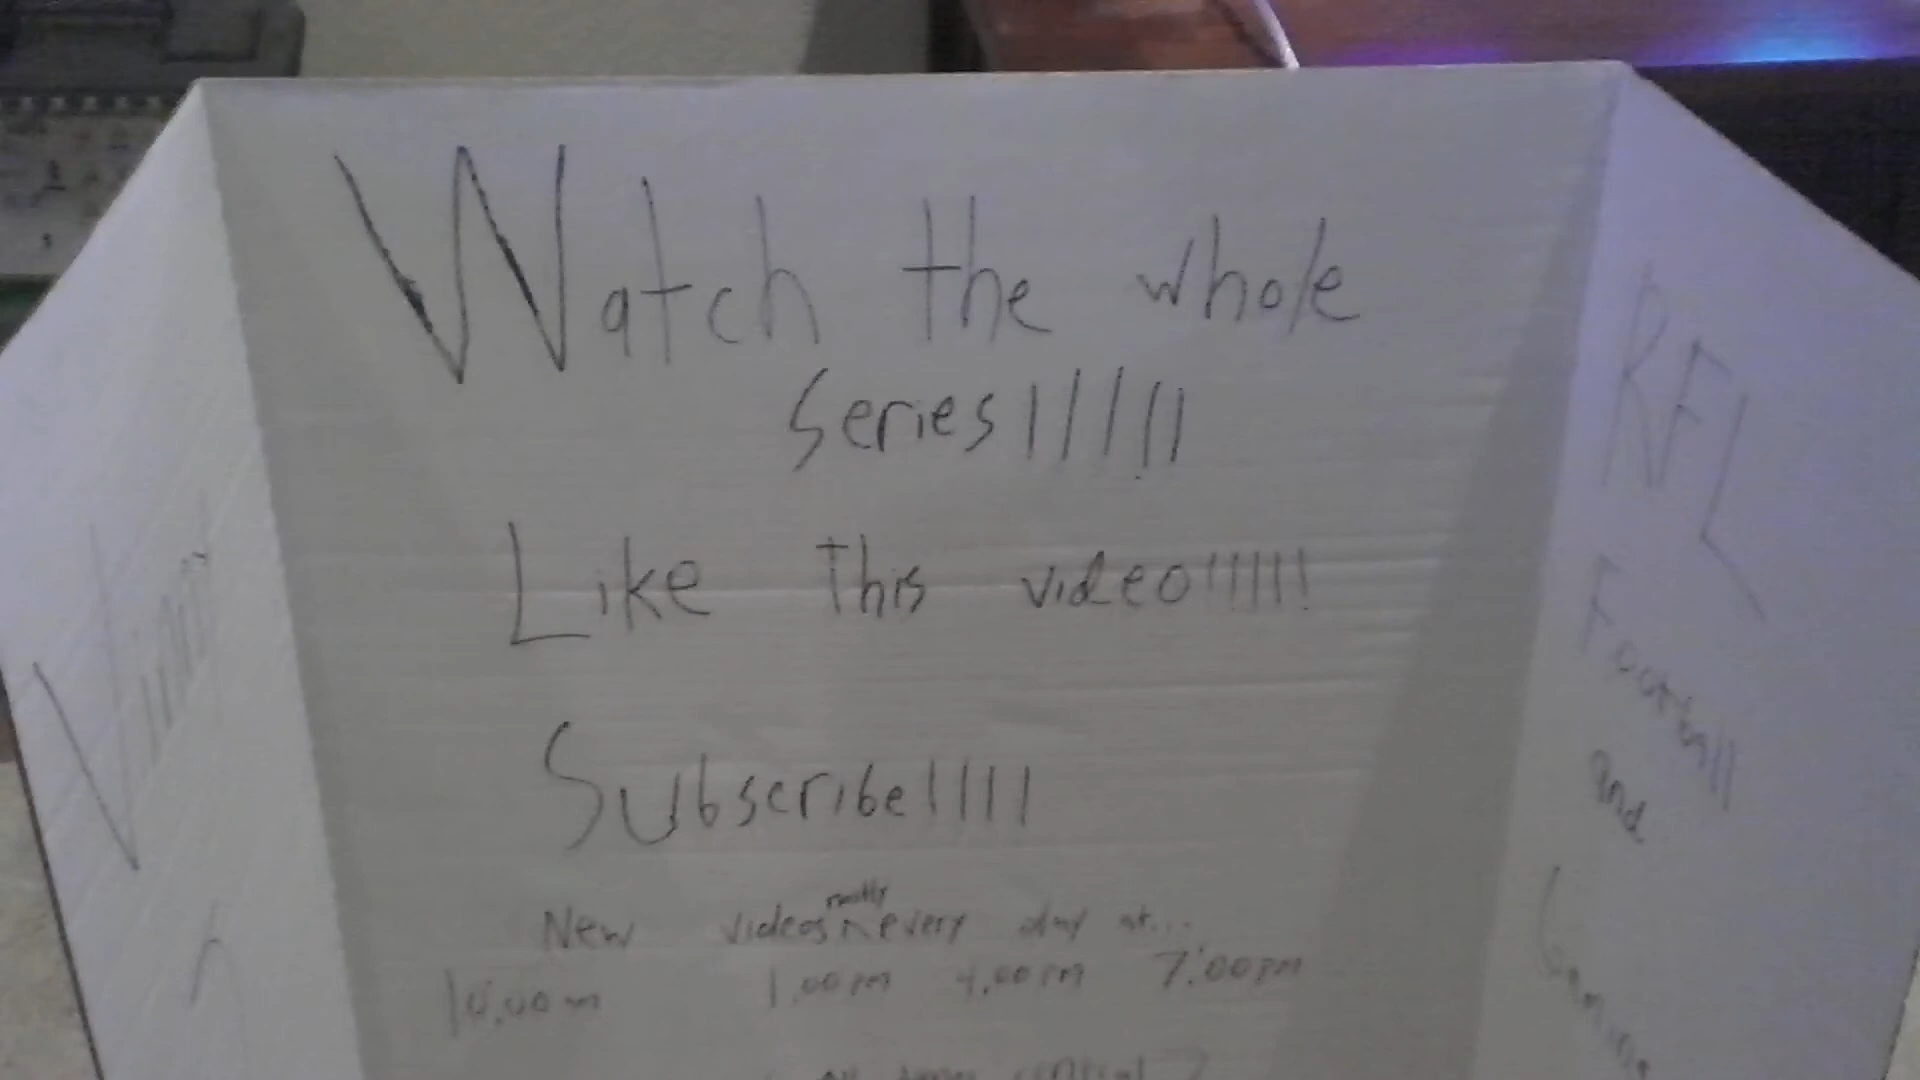 Watch the whole
series!!!!!!
Like this video!!!!!!
Subscribe!!!!!
mostly
New videos every day at...
10:00am 1:00pm 4:00pm 7:00pm
RFL
Football
and
Gaming